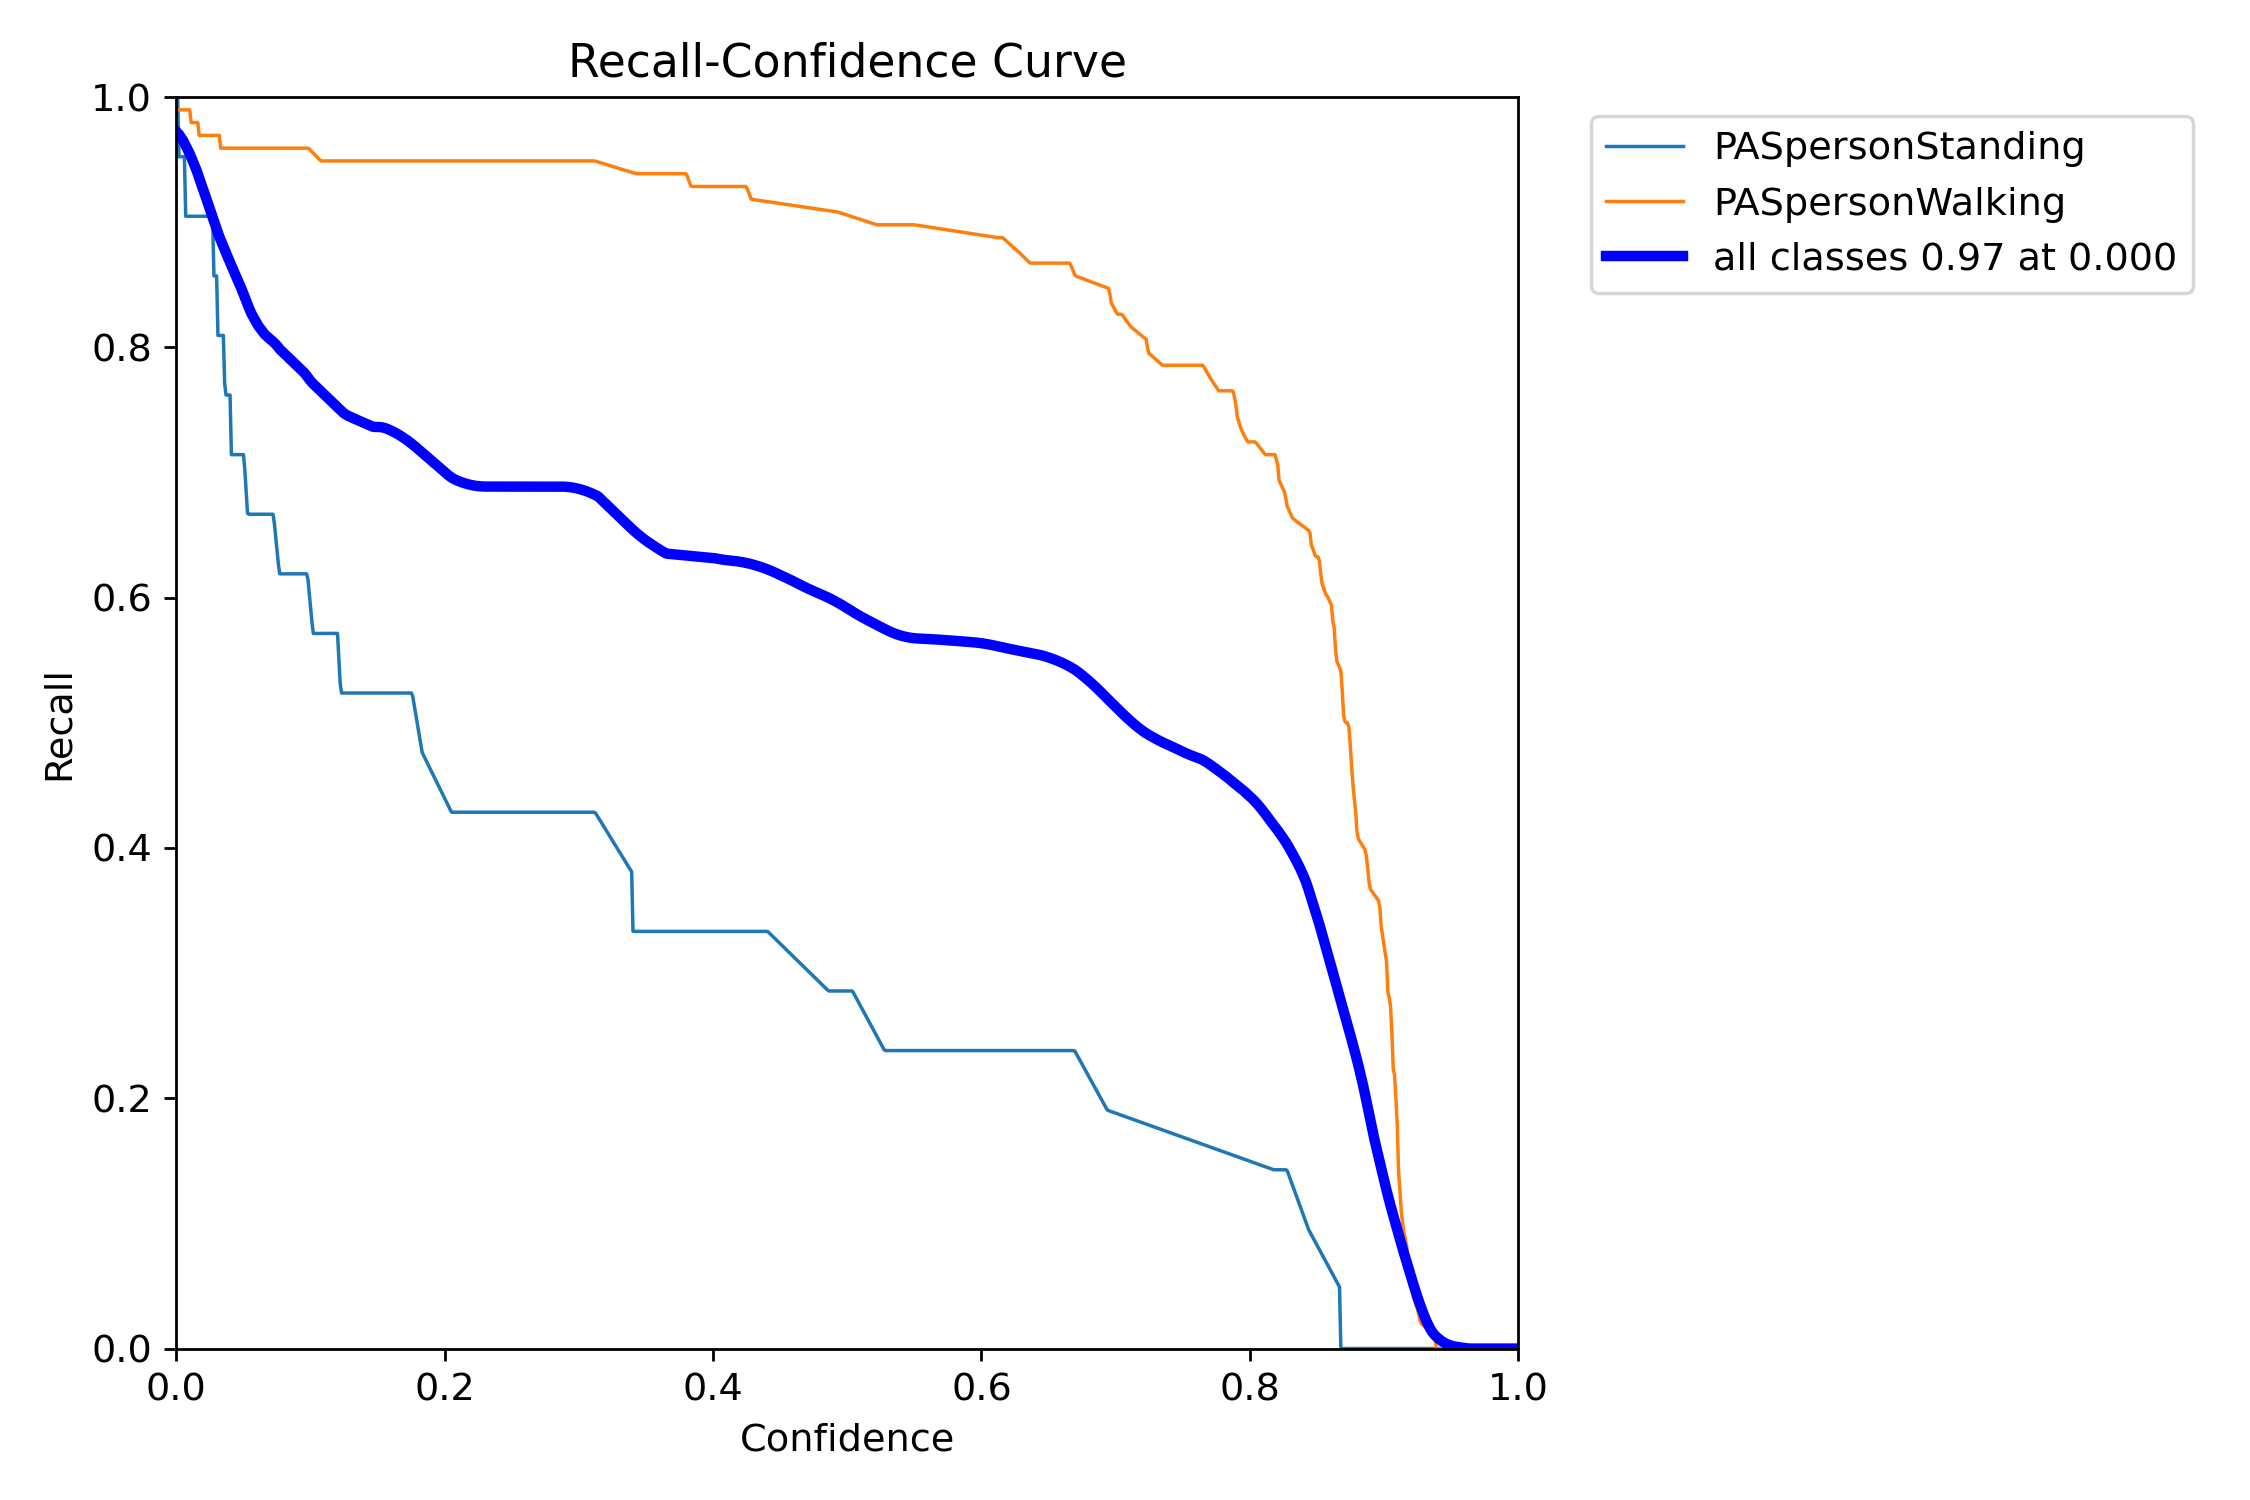 Recall-Confidence Curve
1.0
0.8
0.6
0.4
0.2
0.0
Recall
0.0 0.2 0.4 0.6 0.8 1.0
Confidence
PASpersonStanding
PASpersonWalking
all classes 0.97 at 0.000